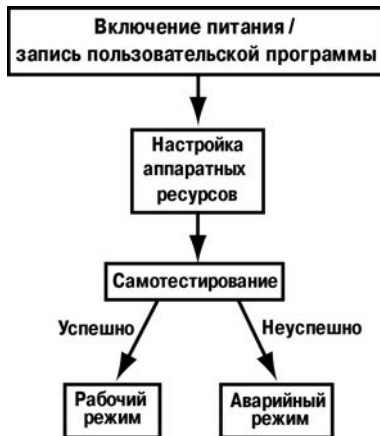 Включение питания /
запись пользовательской программы
Настройка
аппаратных
ресурсов
Самотестирование
Успешно
Неуспешно
Рабочий
режим
Аварийный
режим